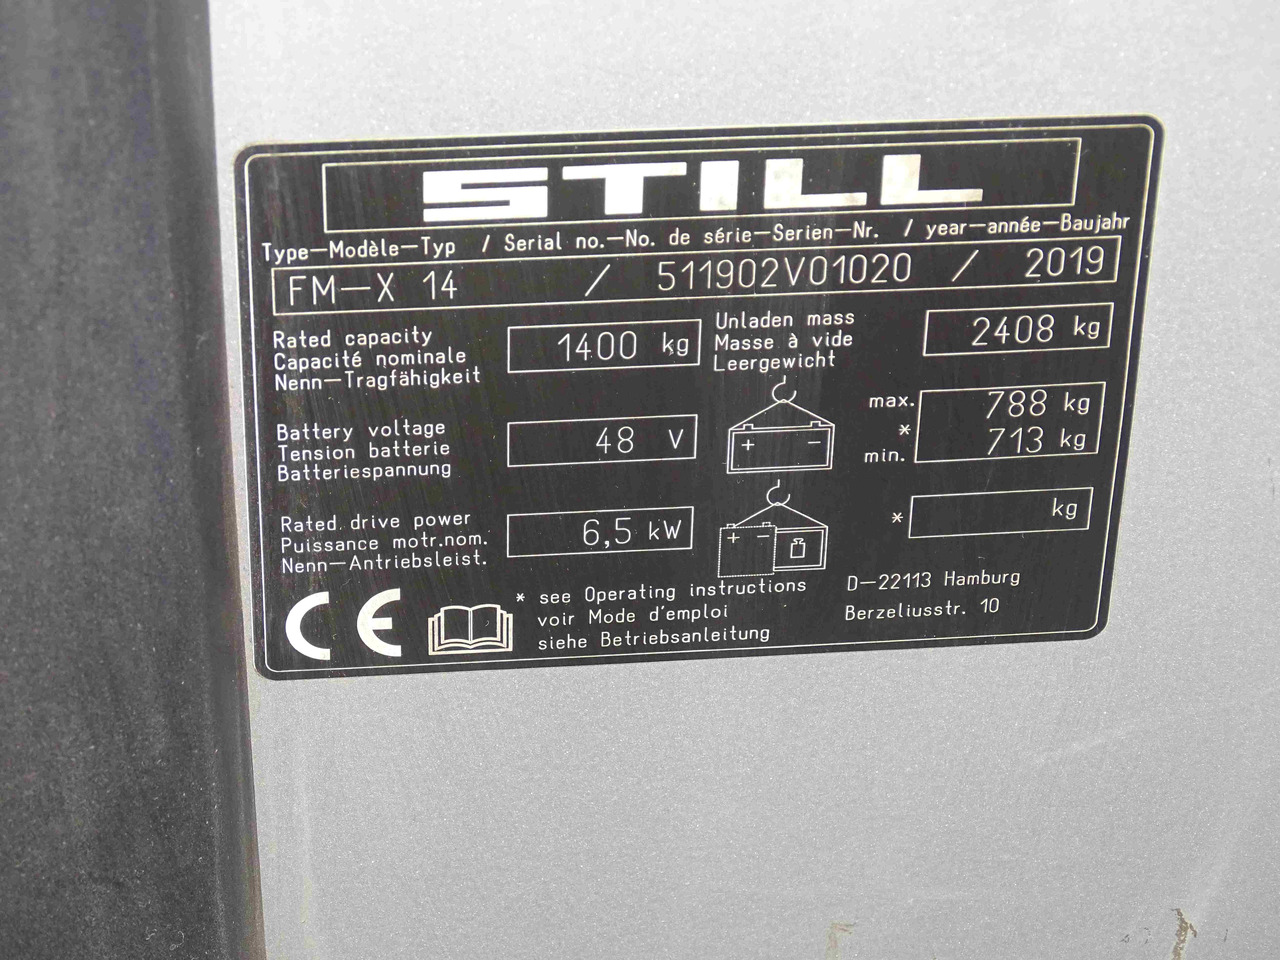 STILL
Type—Modèle—Typ / Serial no.—No. de série—Serien—Nr. / year—année—Baujahr
FM—X 14 / 511902V01020 / 2019
Rated capacity
Capacité nominale
Nenn—Tragfähigkeit
1400 kg
Unladen mass
Masse à vide
Leergewicht
2408 kg
Battery voltage
Tension batterie
Batteriespannung
48 V
+ −
max.
*
min.
788 kg
713 kg
Rated drive power
Puissance motr.nom.
Nenn—Antriebsleist.
6,5 kW
+ −
* kg
CE
* see Operating instructions
voir Mode d'emploi
siehe Betriebsanleitung
D—22113 Hamburg
Berzeliusstr. 10